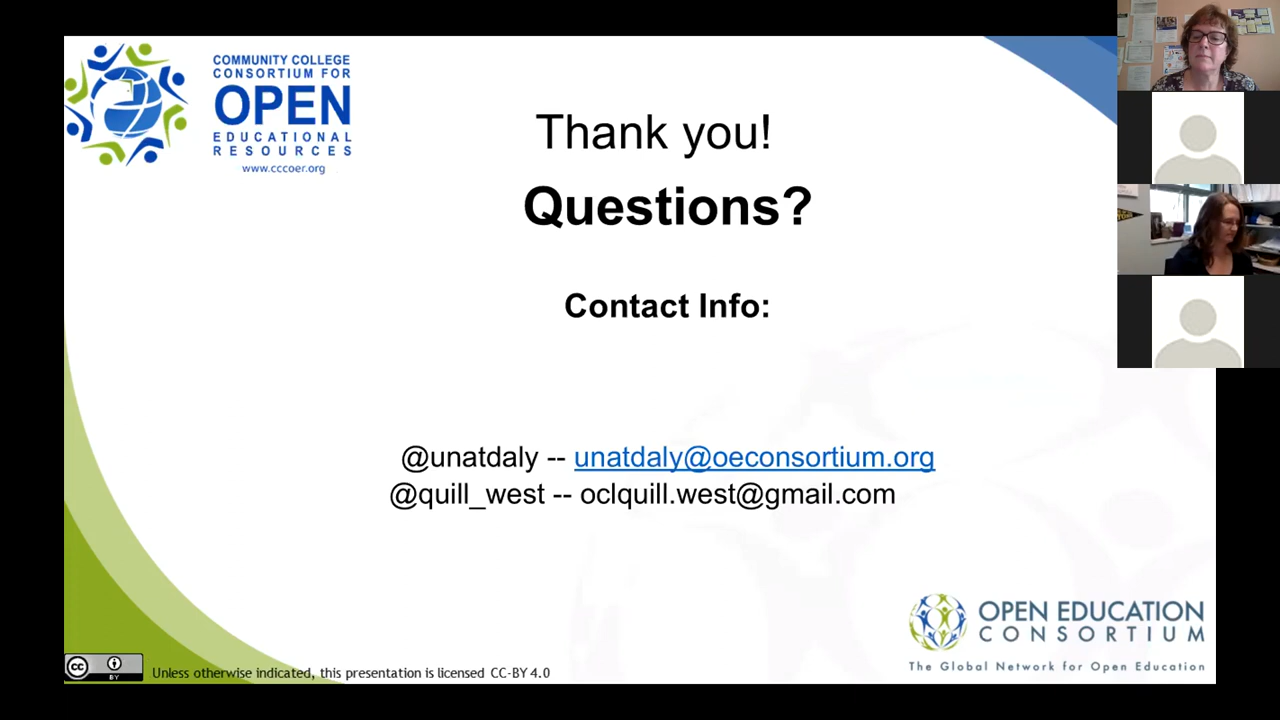 COMMUNITY COLLEGE
CONSORTIUM FOR
OPEN
EDUCATIONAL
RESOURCES
www.cccoer.org
Thank you!
Questions?
Contact Info:
@unatdaly -- unatdaly@oeconsortium.org
@quill_west -- oclquill.west@gmail.com
OPEN EDUCATION
CONSORTIUM
The Global Network for Open Education
cc
BY
Unless otherwise indicated, this presentation is licensed CC-BY 4.0